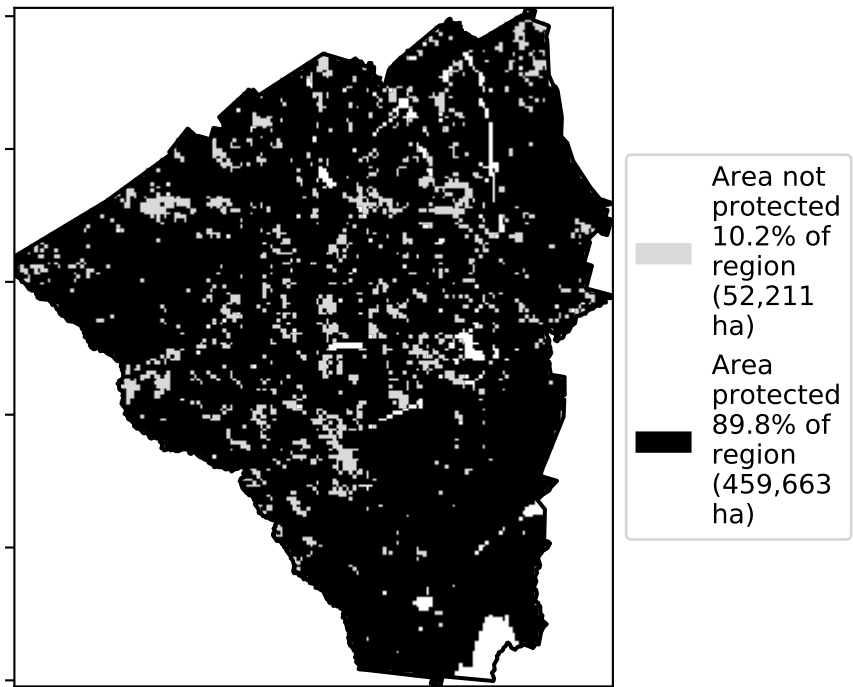 Area not
protected
10.2% of
region
(52,211
ha)
Area
protected
89.8% of
region
(459,663
ha)